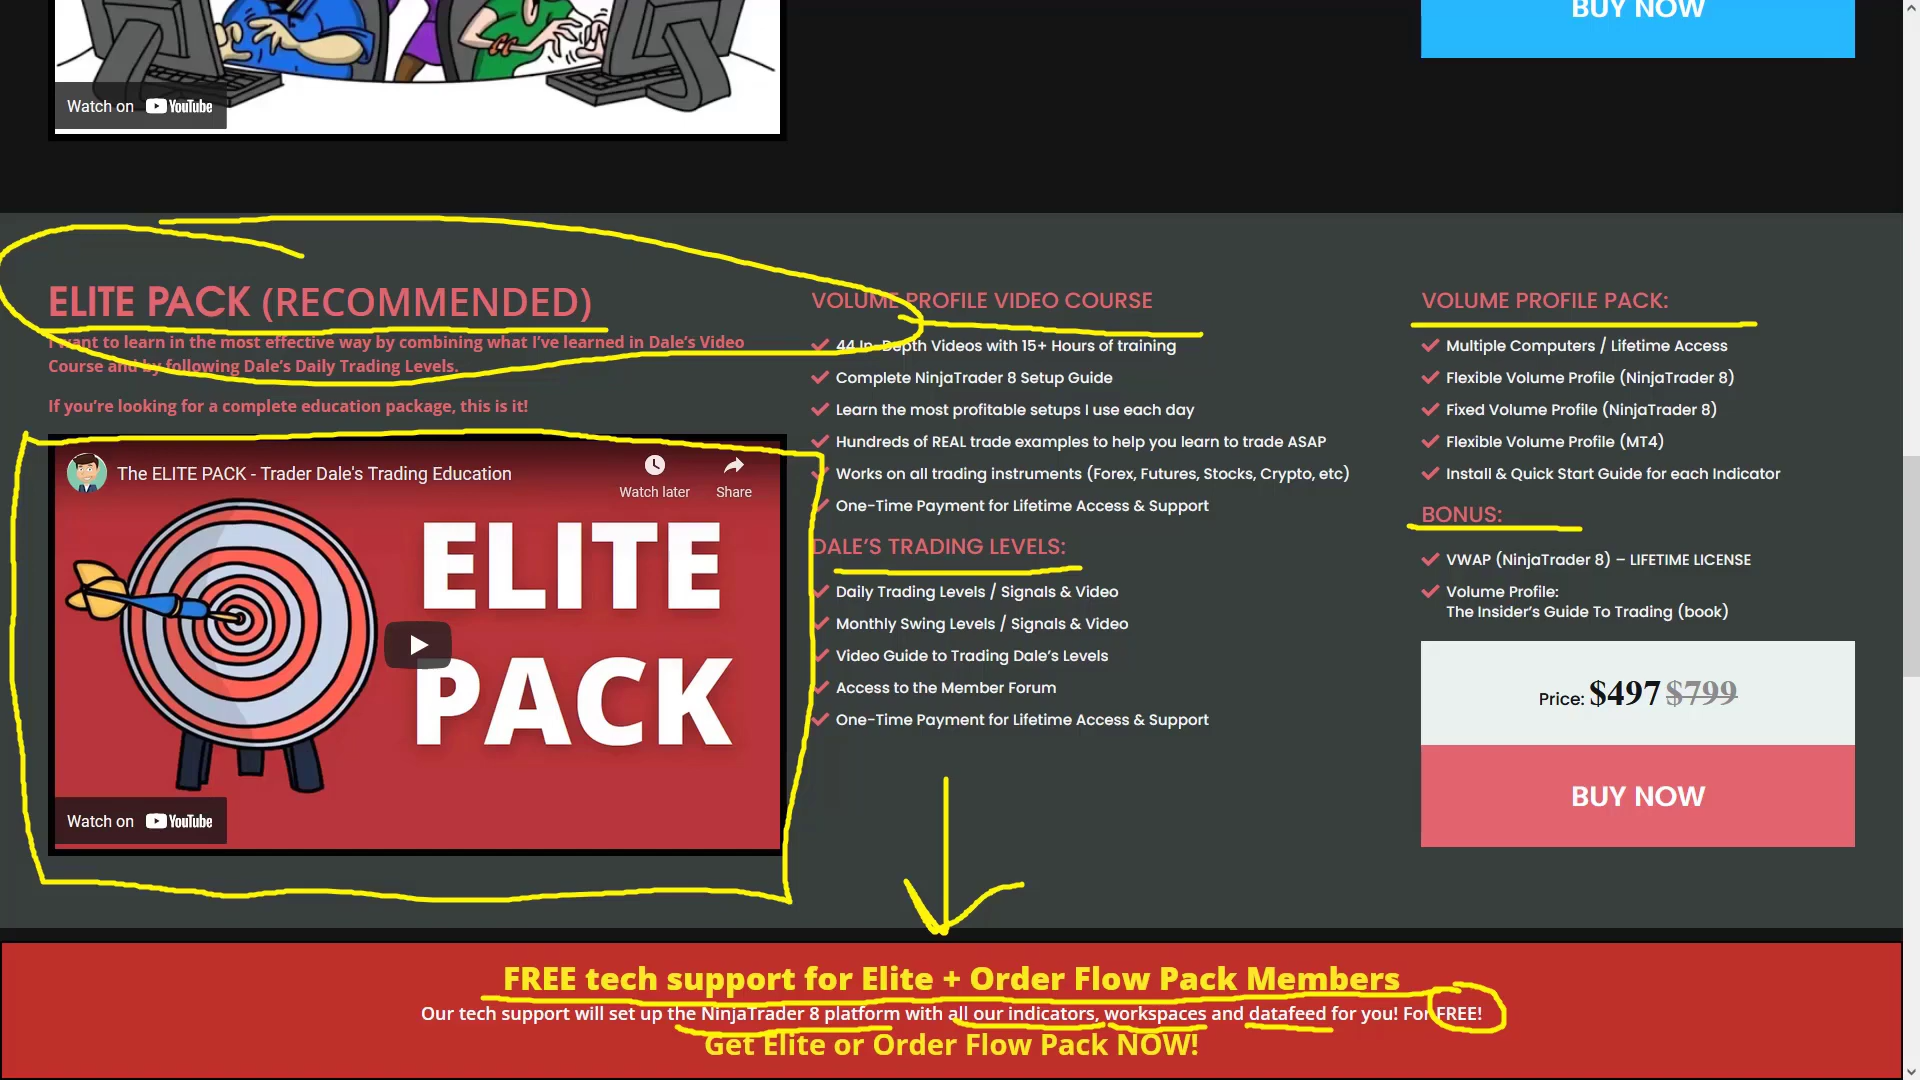 BUY NOW
Watch on YouTube
ELITE PACK (RECOMMENDED)
I want to learn in the most effective way by combining what I've learned in Dale's Video
Course and by following Dale's Daily Trading Levels.
If you're looking for a complete education package, this is it!
The ELITE PACK - Trader Dale's Trading Education
Watch later
Share
ELITE
PACK
Watch on YouTube
VOLUME PROFILE VIDEO COURSE
44 In-Depth Videos with 15+ Hours of training
Complete NinjaTrader 8 Setup Guide
Learn the most profitable setups I use each day
Hundreds of REAL trade examples to help you learn to trade ASAP
Works on all trading instruments (Forex, Futures, Stocks, Crypto, etc)
One-Time Payment for Lifetime Access & Support
DALE'S TRADING LEVELS:
Daily Trading Levels / Signals & Video
Monthly Swing Levels / Signals & Video
Video Guide to Trading Dale's Levels
Access to the Member Forum
One-Time Payment for Lifetime Access & Support
VOLUME PROFILE PACK:
Multiple Computers / Lifetime Access
Flexible Volume Profile (NinjaTrader 8)
Fixed Volume Profile (NinjaTrader 8)
Flexible Volume Profile (MT4)
Install & Quick Start Guide for each Indicator
BONUS:
VWAP (NinjaTrader 8) – LIFETIME LICENSE
Volume Profile:
The Insider's Guide To Trading (book)
Price: $497 $799
BUY NOW
FREE tech support for Elite + Order Flow Pack Members
Our tech support will set up the NinjaTrader 8 platform with all our indicators, workspaces and datafeed for you! For FREE!
Get Elite or Order Flow Pack NOW!